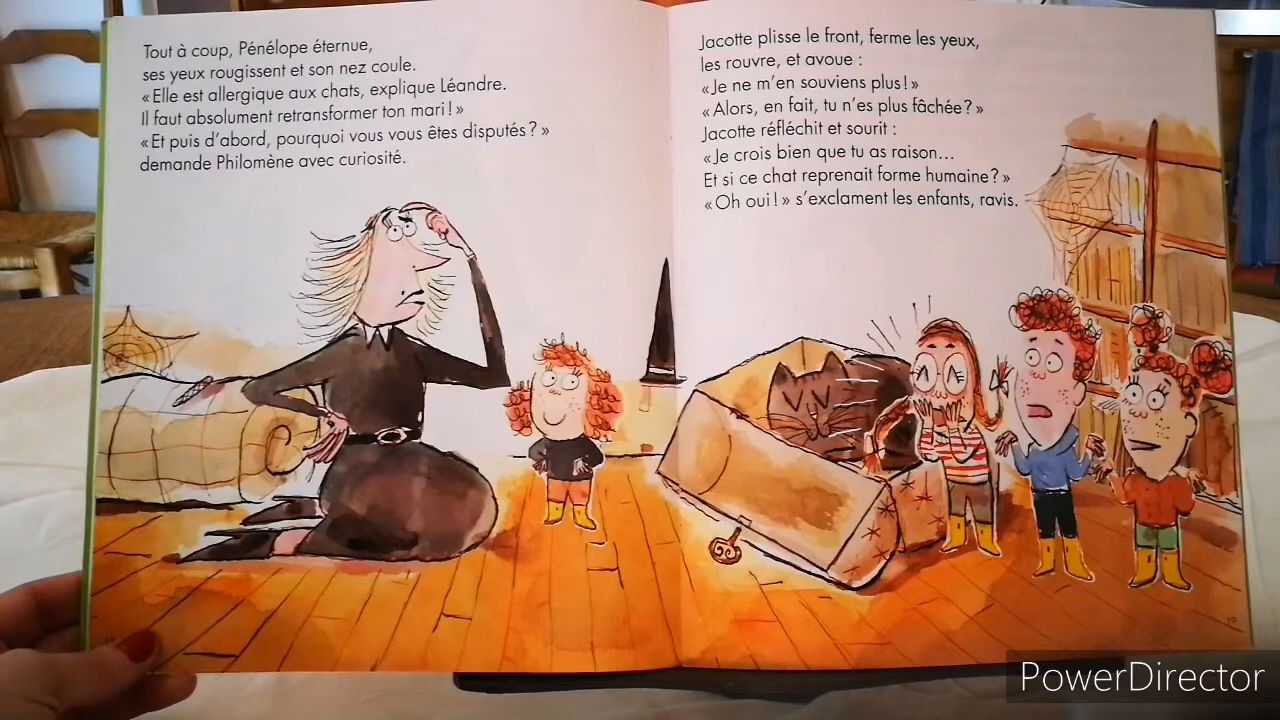 Tout à coup, Pénélope éternue,
ses yeux rougissent et son nez coule.
« Elle est allergique aux chats, explique Léandre.
Il faut absolument retransformer ton mari ! »
« Et puis d'abord, pourquoi vous vous êtes disputés ? »
demande Philomène avec curiosité.
Jacotte plisse le front, ferme les yeux,
les rouvre, et avoue :
« Je ne m'en souviens plus ! »
« Alors, en fait, tu n'es plus fâchée ? »
Jacotte réfléchit et sourit :
« Je crois bien que tu as raison...
Et si ce chat reprenait forme humaine ? »
« Oh oui ! » s'exclament les enfants, ravis.
19
PowerDirector